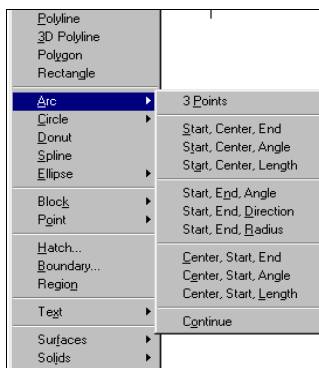 Polyline
3D Polyline
Polygon
Rectangle
Arc
Circle
Donut
Spline
Ellipse
Block
Point
Hatch...
Boundary...
Region
Text
Surfaces
Solids
3 Points
Start, Center, End
Start, Center, Angle
Start, Center, Length
Start, End, Angle
Start, End, Direction
Start, End, Radius
Center, Start, End
Center, Start, Angle
Center, Start, Length
Continue